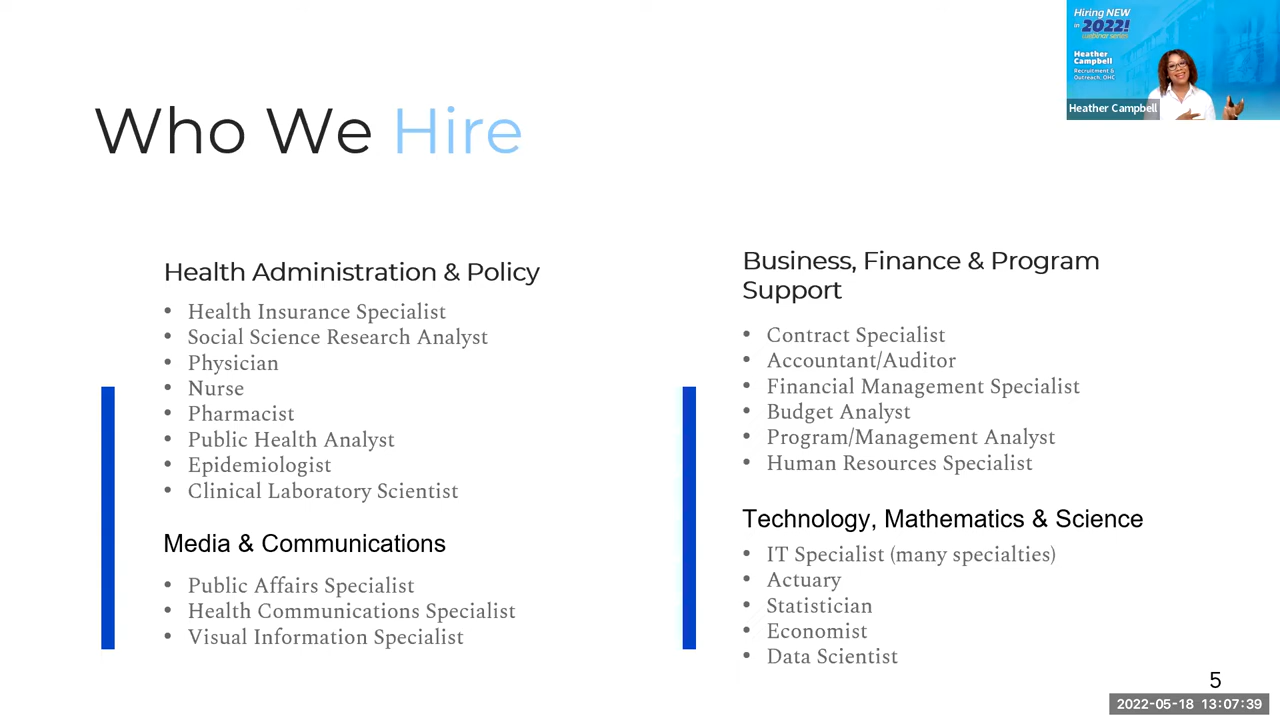 Who We Hire
Health Administration & Policy
• Health Insurance Specialist
• Social Science Research Analyst
• Physician
• Nurse
• Pharmacist
• Public Health Analyst
• Epidemiologist
• Clinical Laboratory Scientist
Media & Communications
• Public Affairs Specialist
• Health Communications Specialist
• Visual Information Specialist
Business, Finance & Program
Support
• Contract Specialist
• Accountant/Auditor
• Financial Management Specialist
• Budget Analyst
• Program/Management Analyst
• Human Resources Specialist
Technology, Mathematics & Science
• IT Specialist (many specialties)
• Actuary
• Statistician
• Economist
• Data Scientist
5
Hiring NEW
in 2022!
webinar series
Heather
Campbell
Recruitment &
Outreach, OHC
Heather Campbell
2022-05-18 13:07:39